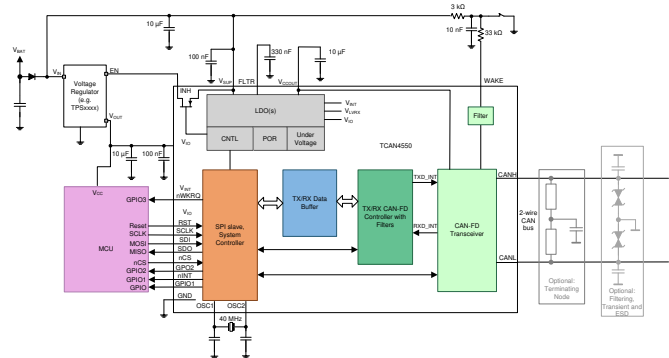 3 kΩ
10 µF
10 nF
33 kΩ
VBAT
100 nF
330 nF
10 µF
VIN
EN
VSUP
FLTR
VCCOUT
WAKE
Voltage
Regulator
(e.g.
TPSxxxx)
INH
LDO(s)
VINT
VLVRX
VIO
Filter
VOUT
VIO
CNTL
POR
Under
Voltage
TCAN4550
10 µF
100 nF
VCC
MCU
GPIO3
VINT
nWKRQ
VIO
Reset
RST
SCLK
SCLK
MOSI
SDI
MISO
SDO
nCS
nCS
GPIO2
GPO2
GPIO1
nINT
GPIO
GPIO1
GND
SPI slave,
System
Controller
TX/RX Data
Buffer
TX/RX CAN-FD
Controller with
Filters
TXD_INT
RXD_INT
CAN-FD
Transceiver
CANH
CANL
2-wire
CAN
bus
Optional:
Terminating
Node
Optional:
Filtering,
Transient and
ESD
OSC1
OSC2
40 MHz